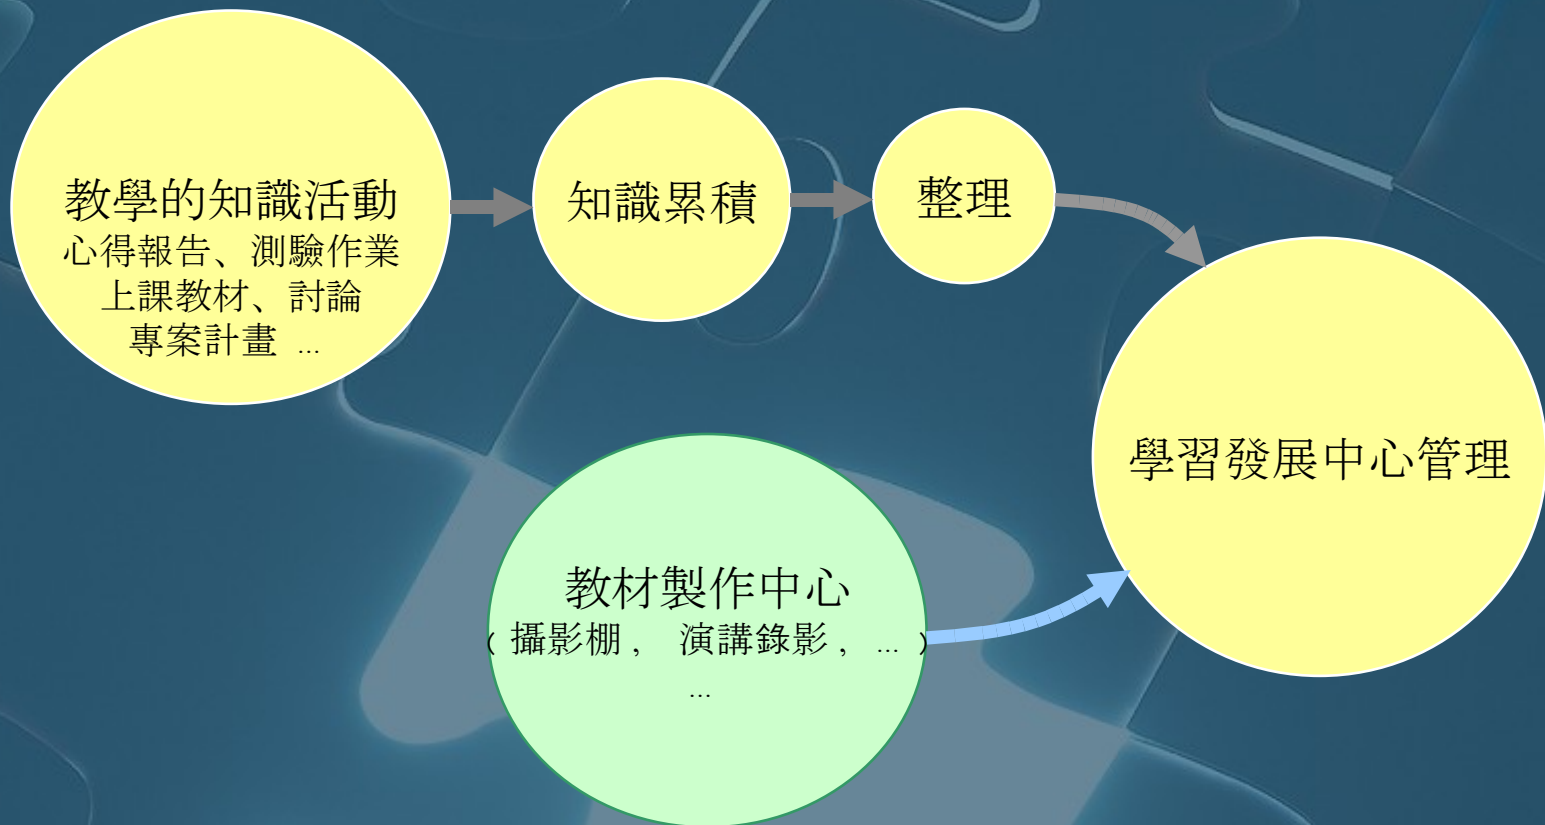 教學的知識活動
心得報告、測驗作業
上課教材、討論
專案計畫 ...
知識累積
整理
學習發展中心管理
教材製作中心
( 攝影棚 , 演講錄影 , ... )
...